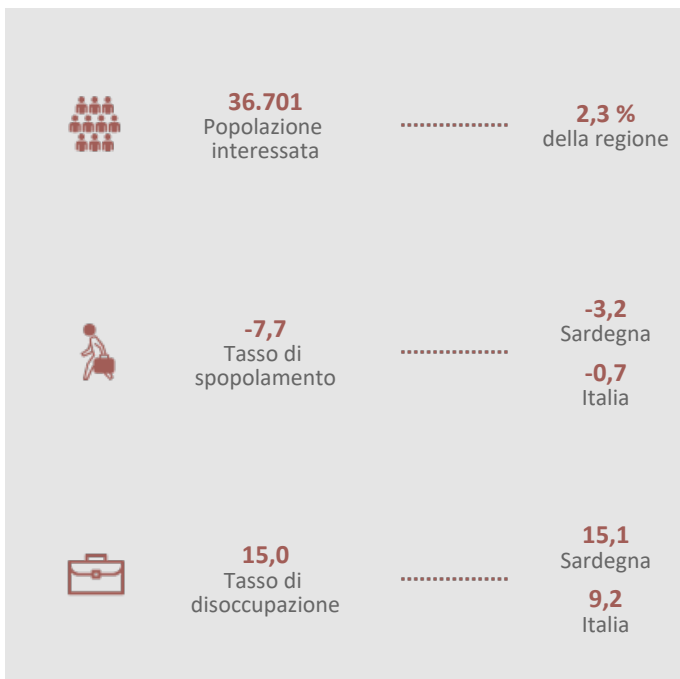 36.701
Popolazione
interessata
2,3 %
della regione
-7,7
Tasso di
spopolamento
-3,2
Sardegna
-0,7
Italia
15,0
Tasso di
disoccupazione
15,1
Sardegna
9,2
Italia